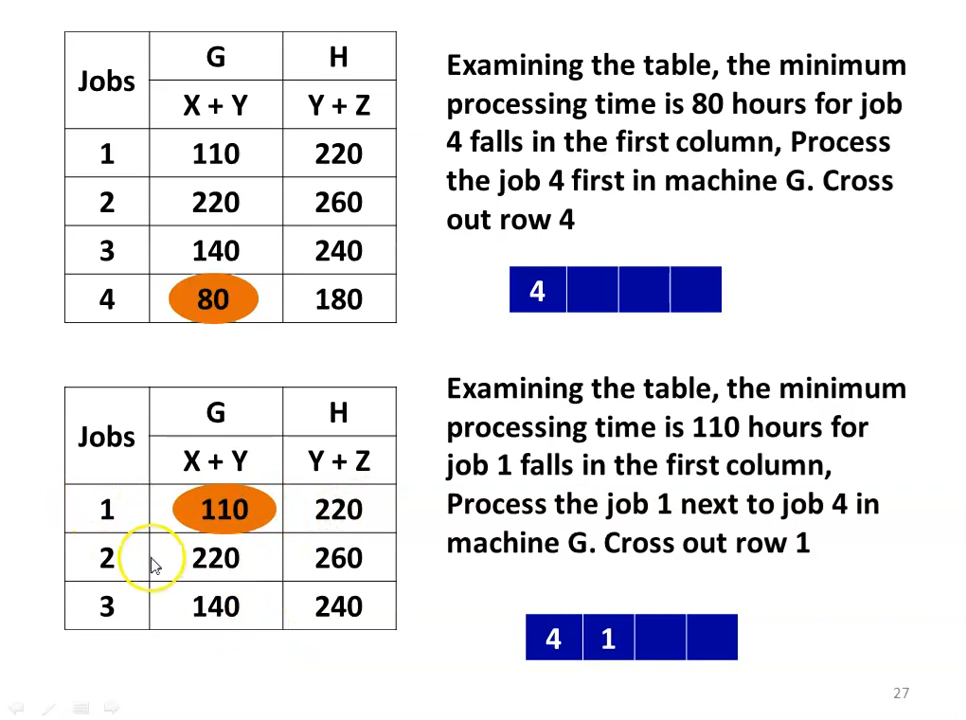 Jobs G H
X + Y Y + Z
1 110 220
2 220 260
3 140 240
4 80 180
Examining the table, the minimum
processing time is 80 hours for job
4 falls in the first column, Process
the job 4 first in machine G. Cross
out row 4
4
Jobs G H
X + Y Y + Z
1 110 220
2 220 260
3 140 240
Examining the table, the minimum
processing time is 110 hours for
job 1 falls in the first column,
Process the job 1 next to job 4 in
machine G. Cross out row 1
4 1
27